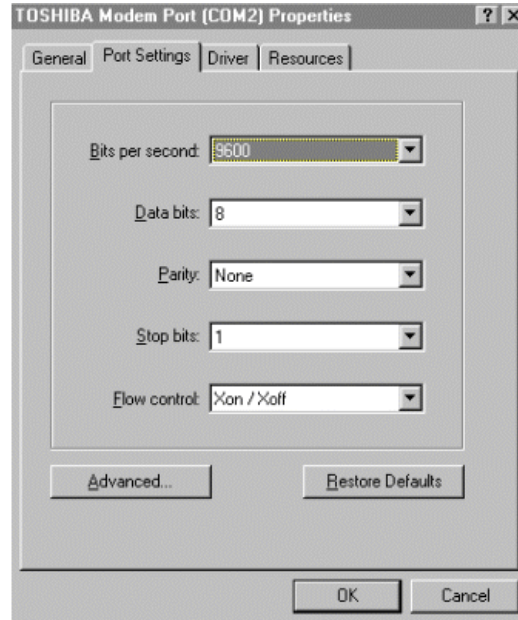 TOSHIBA Modem Port (COM2) Properties ? X
General Port Settings Driver Resources
Bits per second: 9600
Data bits: 8
Parity: None
Stop bits: 1
Flow control: Xon / Xoff
Advanced... Restore Defaults
OK Cancel